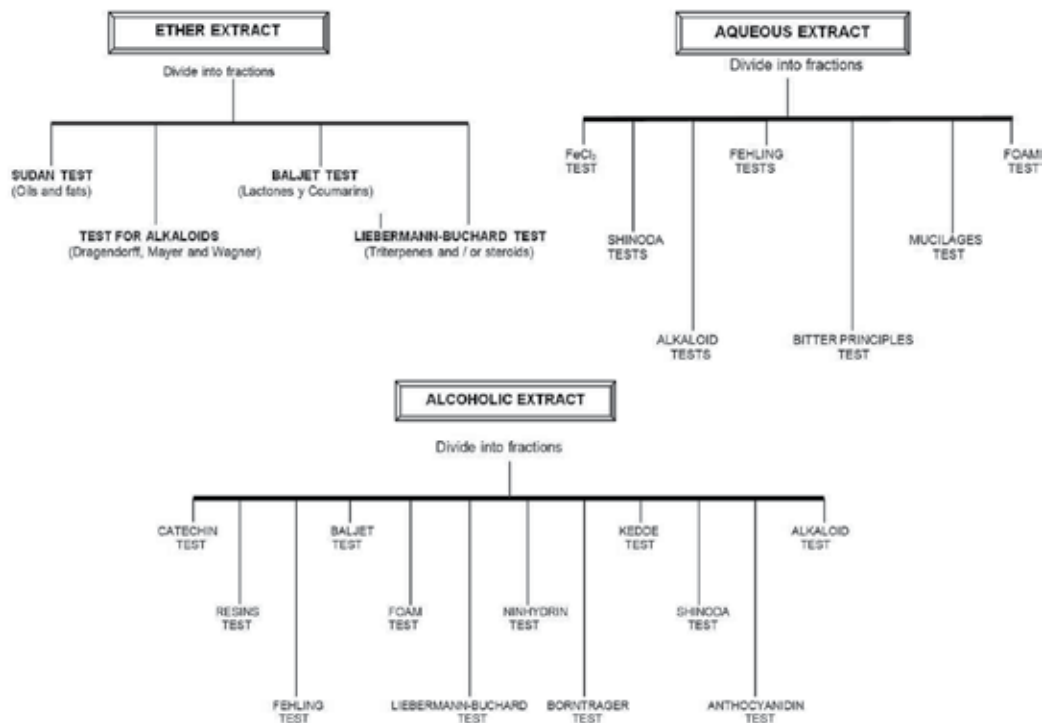 ETHER EXTRACT
Divide into fractions
SUDAN TEST
(Oils and fats)
BALJET TEST
(Lactones y Coumarins)
TEST FOR ALKALOIDS
(Dragendorff, Mayer and Wagner)
LIEBERMANN-BUCHARD TEST
(Triterpenes and / or steroids)
AQUEOUS EXTRACT
Divide into fractions
FeCl₃
TEST
FEHLING
TESTS
FOAM
TEST
SHINODA
TESTS
MUCILAGES
TEST
ALKALOID
TESTS
BITTER PRINCIPLES
TEST
ALCOHOLIC EXTRACT
Divide into fractions
CATECHIN
TEST
BALJET
TEST
KEDDE
TEST
ALKALOID
TEST
RESINS
TEST
FOAM
TEST
NINHYDRIN
TEST
SHINODA
TEST
FEHLING
TEST
LIEBERMANN-BUCHARD
TEST
BORNTRAGER
TEST
ANTHOCYANIDIN
TEST